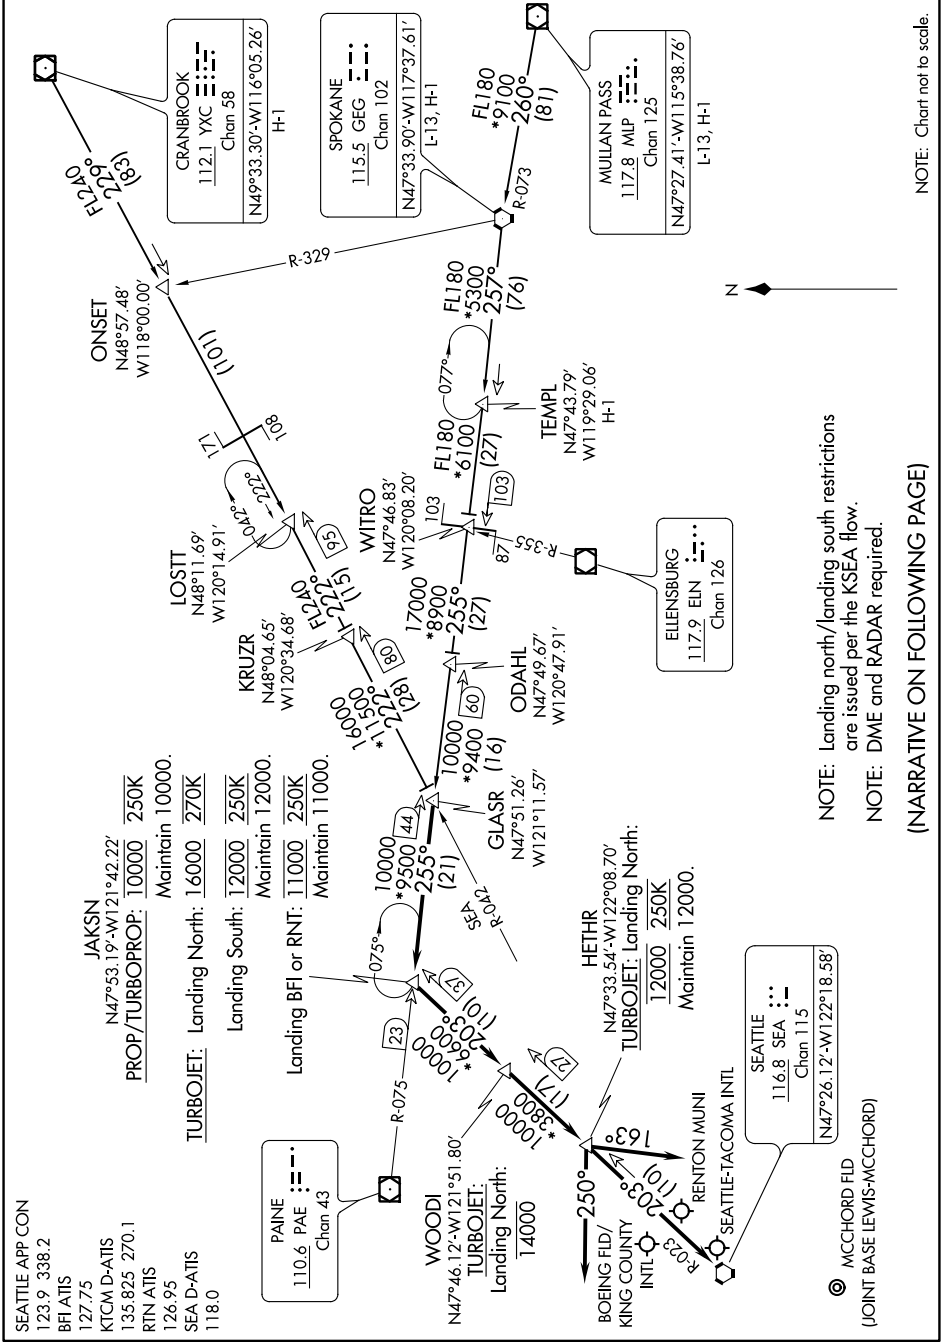 SEATTLE APP CON
123.9 338.2
BFI ATIS
127.75
KTCM D-ATIS
135.825 270.1
RTN ATIS
126.95
SEA D-ATIS
118.0
JAKSN
N47°53.19'-W121°42.22'
PROP/TURBOPROP: 10000 250K
Maintain 10000.
TURBOJET: Landing North: 16000 270K
Landing South: 12000 250K
Maintain 12000.
Landing BFI or RNT: 11000 250K
Maintain 11000.
CRANBROOK
112.1 YXC
Chan 58
N49°33.30'-W116°05.26'
H-1
FL240
229°
(83)
ONSET
N48°57.48'
W118°00.00'
(101)
171
108
R-329
LOSTT
N48°11.69'
W120°14.91'
042°
222°
95
FL240
222°
(15)
KRUZR
N48°04.65'
W120°34.68'
80
16000
*11500
222°
(28)
SPOKANE
115.5 GEG
Chan 102
N47°33.90'-W117°37.61'
L-13, H-1
MULLAN PASS
117.8 MLP
Chan 125
N47°27.41'-W115°38.76'
L-13, H-1
FL180
*9100
260°
(81)
R-073
FL180
*5300
257°
(76)
077°
TEMPL
N47°43.79'
W119°29.06'
H-1
FL180
*6100
(27)
WITRO
N47°46.83'
W120°08.20'
103
87
103
R-355
ELLENSBURG
117.9 ELN
Chan 126
17000
*8900
255°
(27)
ODAHL
N47°49.67'
W120°47.91'
60
10000
*9400
(16)
GLASR
N47°51.26'
W121°11.57'
44
SEA
R-042
10000
*9500
255°
(21)
075°
37
23
R-075
PAINE
110.6 PAE
Chan 43
10000
*6600
203°
(10)
WOODI
N47°46.12'-W121°51.80'
TURBOJET:
Landing North:
14000
27
10000
*3800
(17)
HETHR
N47°33.54'-W122°08.70'
TURBOJET: Landing North:
12000 250K
Maintain 12000.
250°
163°
203°
(10)
R-023
BOEING FLD/
KING COUNTY
INTL
RENTON MUNI
SEATTLE-TACOMA INTL
SEATTLE
116.8 SEA
Chan 115
N47°26.12'-W122°18.58'
MCCHORD FLD
(JOINT BASE LEWIS-MCCHORD)
N
NOTE: Landing north/landing south restrictions
are issued per the KSEA flow.
NOTE: DME and RADAR required.
(NARRATIVE ON FOLLOWING PAGE)
NOTE: Chart not to scale.